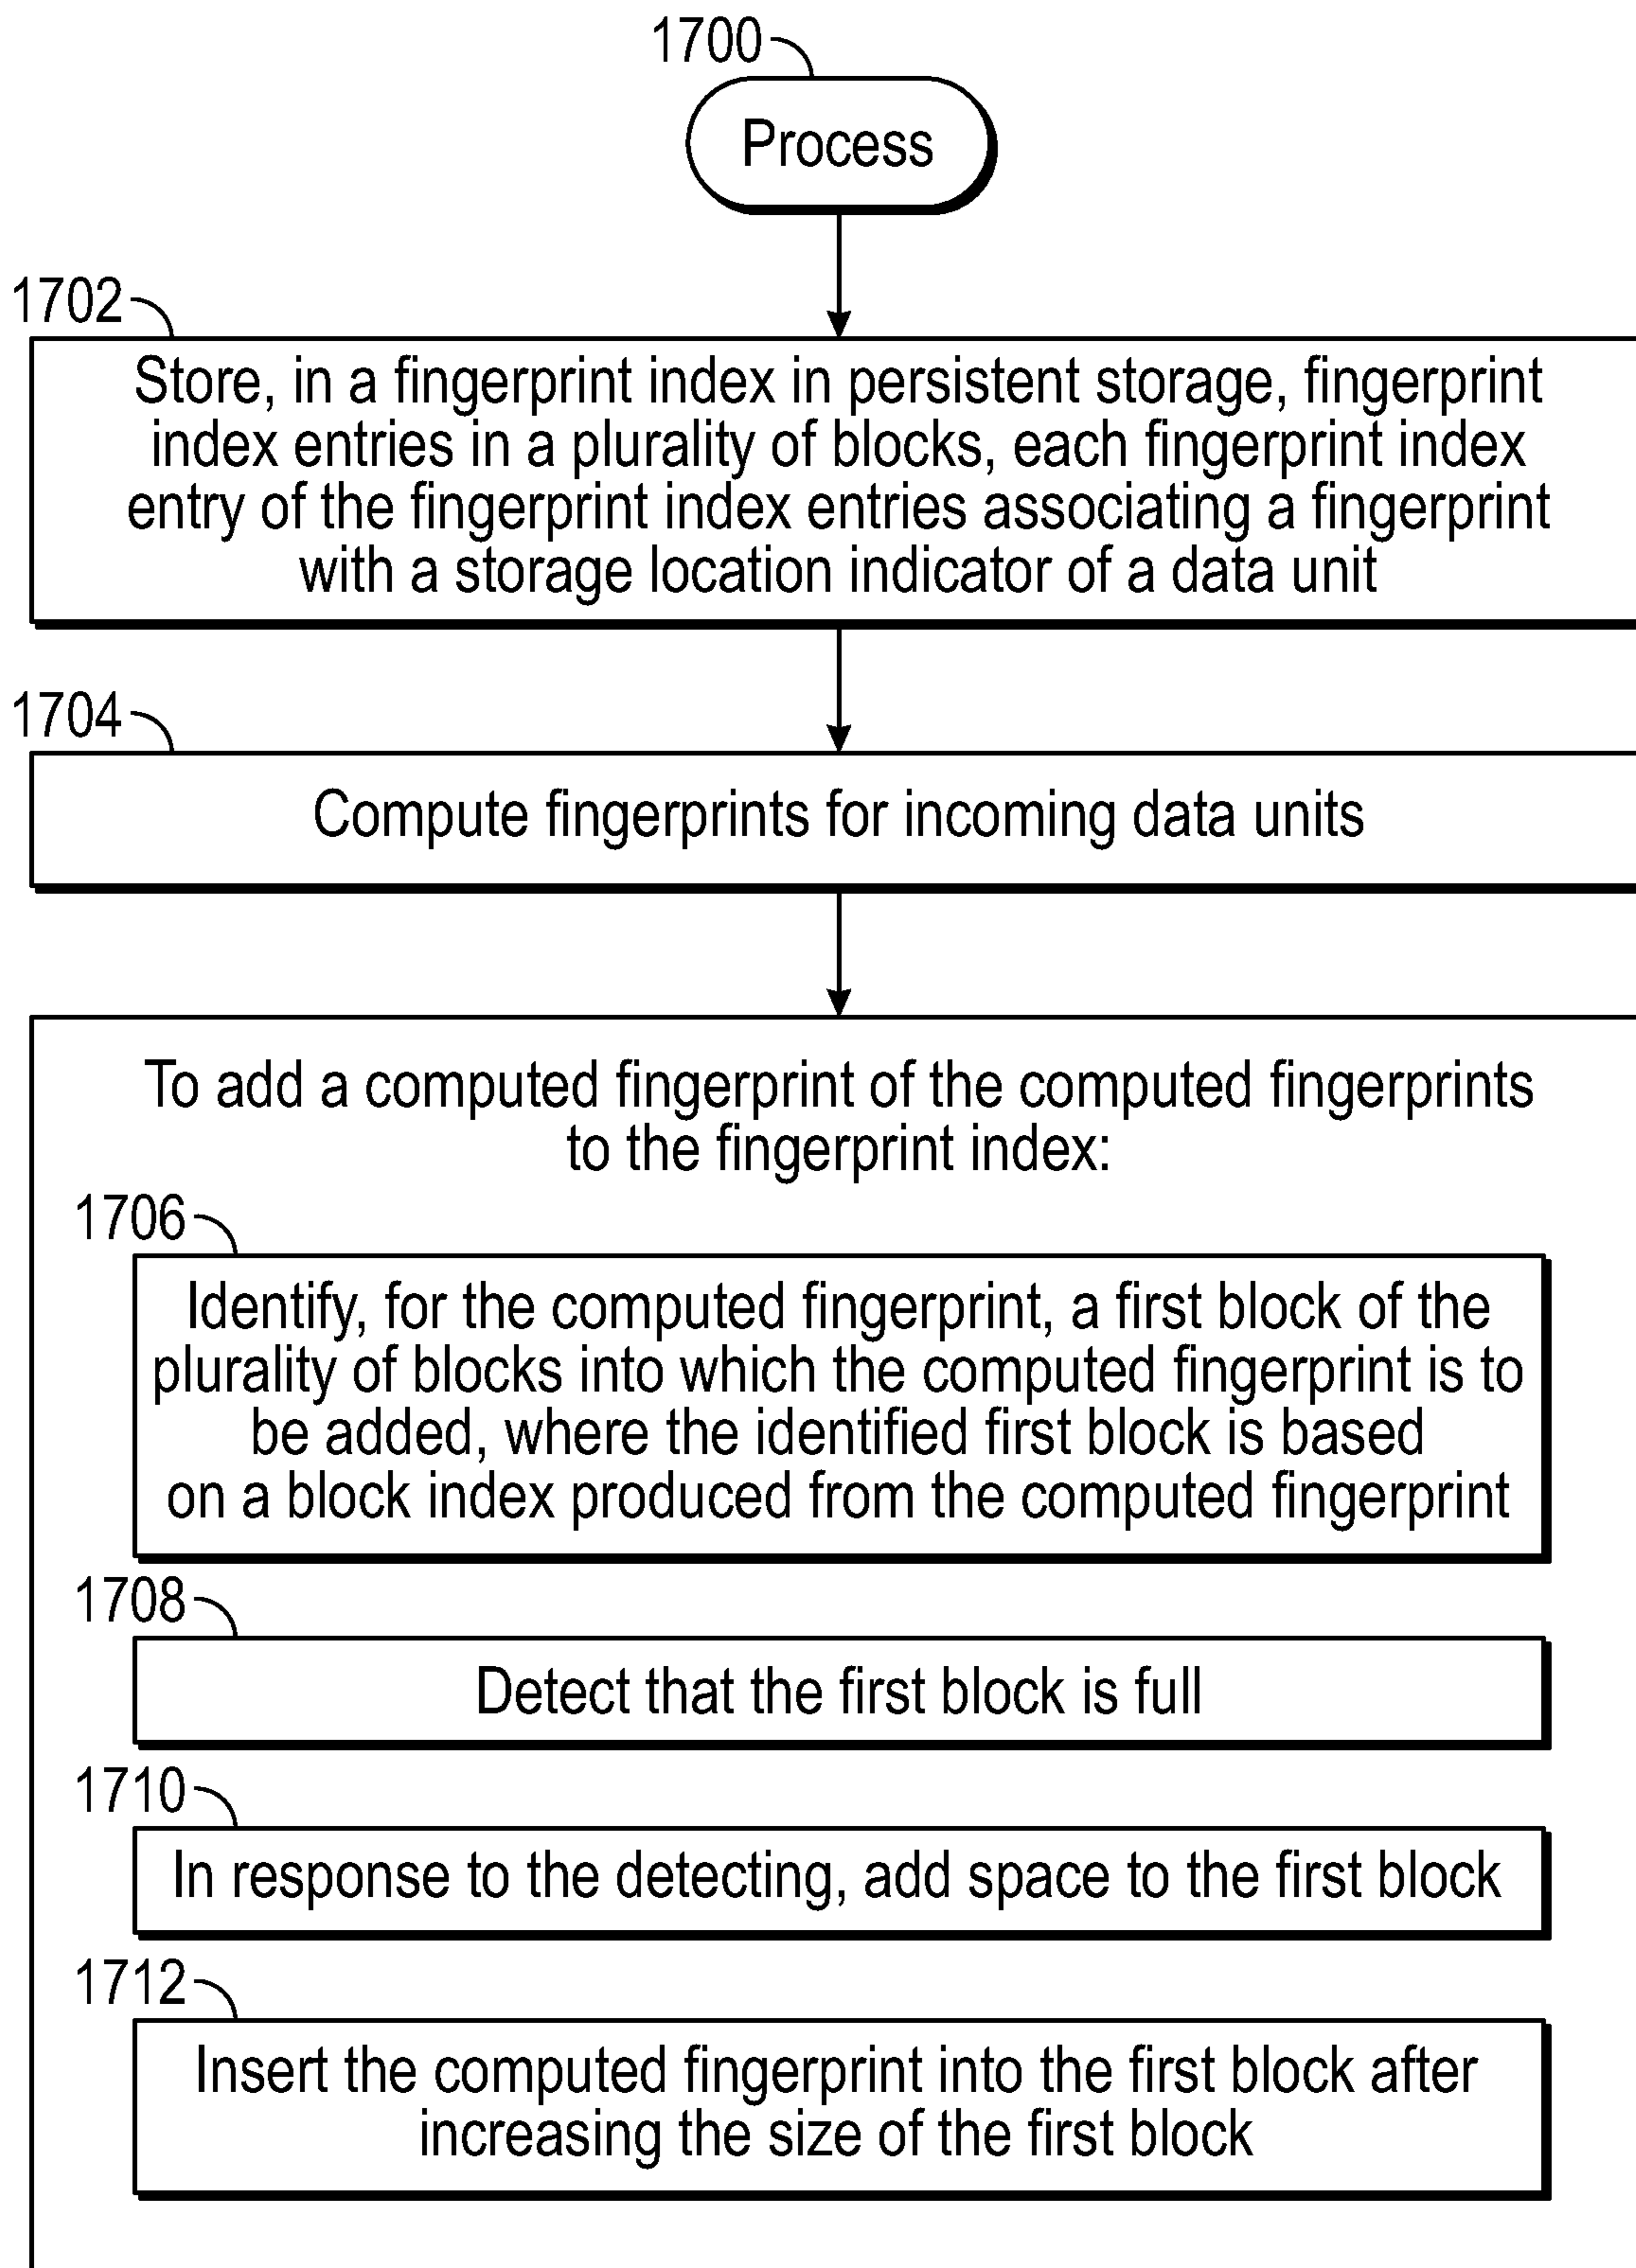 1700
Process
1702
Store, in a fingerprint index in persistent storage, fingerprint
index entries in a plurality of blocks, each fingerprint index
entry of the fingerprint index entries associating a fingerprint
with a storage location indicator of a data unit
1704
Compute fingerprints for incoming data units
To add a computed fingerprint of the computed fingerprints
to the fingerprint index:
1706
Identify, for the computed fingerprint, a first block of the
plurality of blocks into which the computed fingerprint is to
be added, where the identified first block is based
on a block index produced from the computed fingerprint
1708
Detect that the first block is full
1710
In response to the detecting, add space to the first block
1712
Insert the computed fingerprint into the first block after
increasing the size of the first block